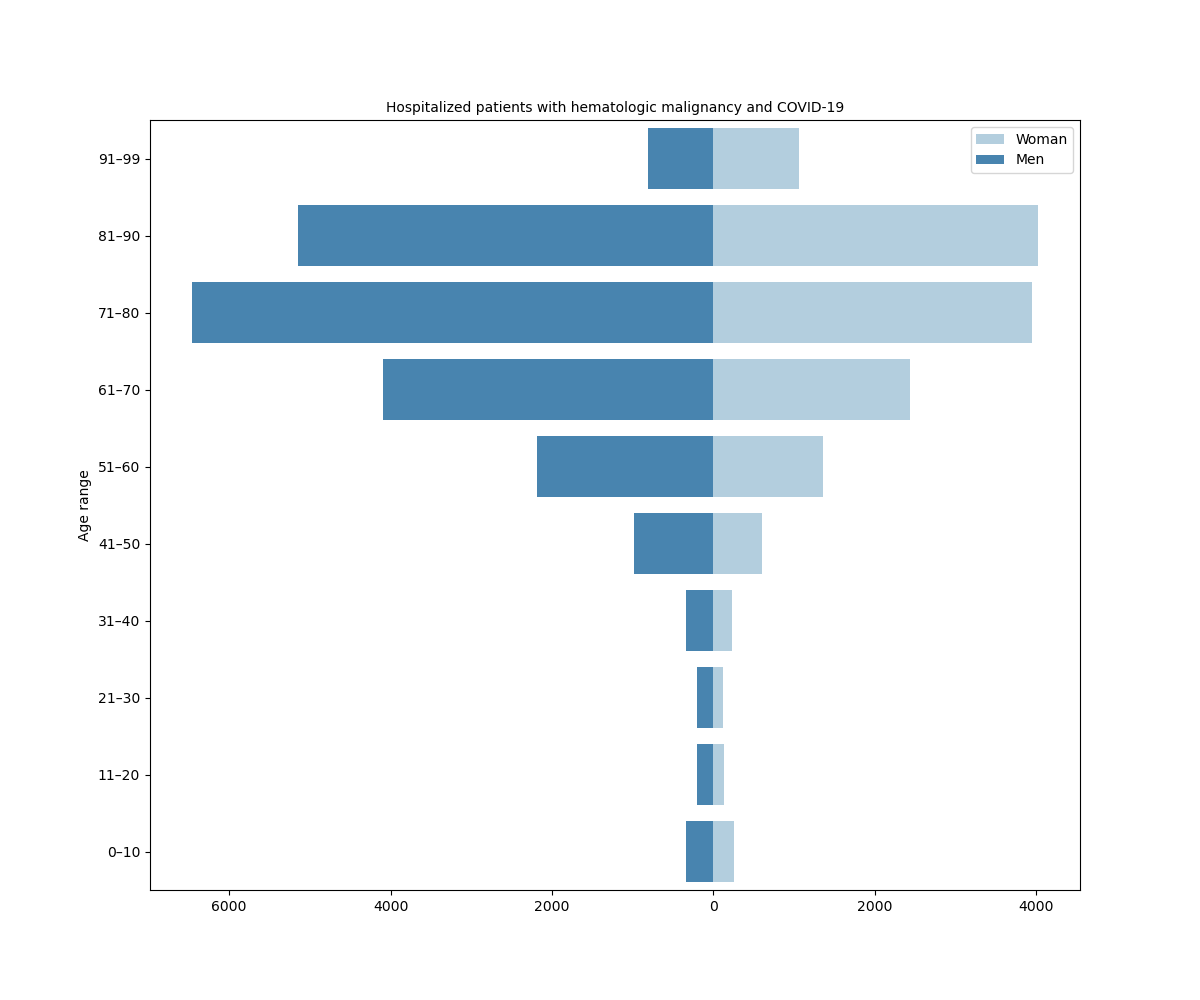 Hospitalized patients with hematologic malignancy and COVID-19
Woman
Men
Age range
91–99
81–90
71–80
61–70
51–60
41–50
31–40
21–30
11–20
0–10
6000 4000 2000 0 2000 4000